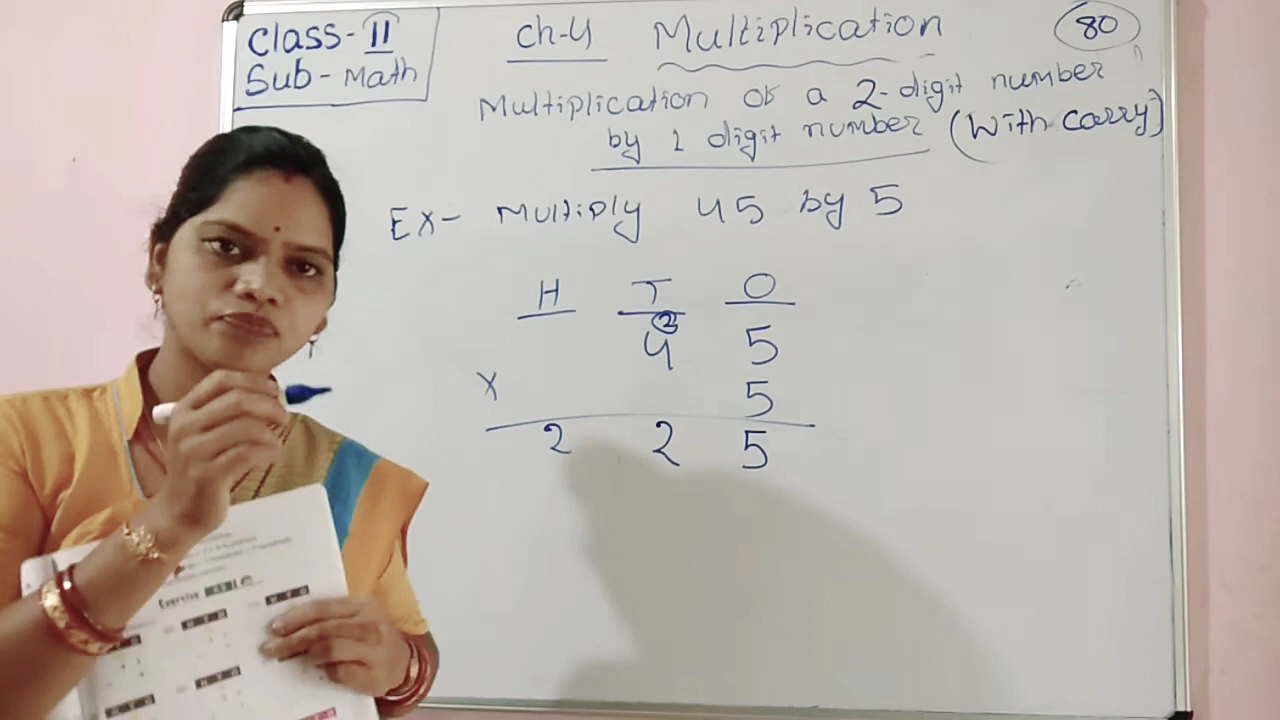 Class-II
Sub-Math
Ch-4 Multiplication
80
Multiplication of a 2-digit number
by 1 digit number (With carry)
Ex- Multiply 45 by 5
H T O
2
4 5
x 5
2 2 5
Exercise